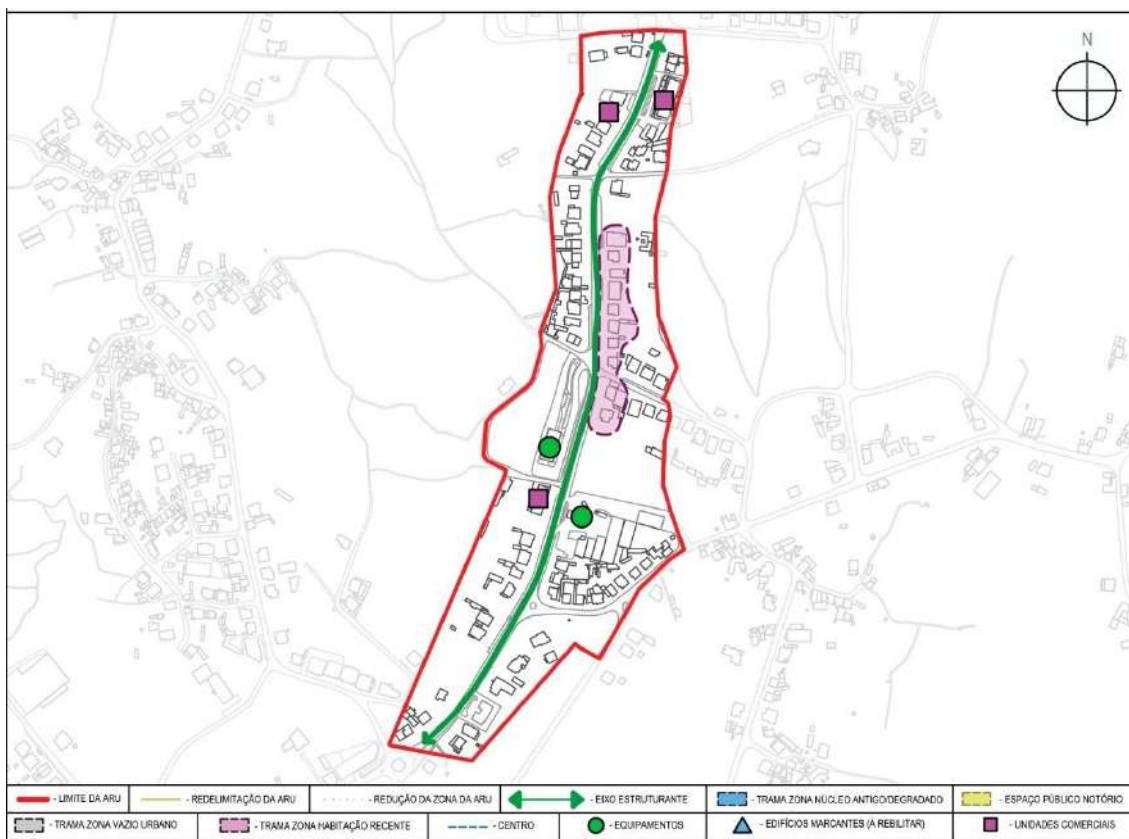 N
- LIMITE DA ARU - REDELIMITAÇÃO DA ARU - REDUÇÃO DA ZONA DA ARU - EIXO ESTRUTURANTE - TRAMA ZONA NÚCLEO ANTIGO/DEGRADADO - ESPAÇO PÚBLICO NOTÓRIO
- TRAMA ZONA VAZIO URBANO - TRAMA ZONA HABITAÇÃO RECENTE - CENTRO - EQUIPAMENTOS - EDIFÍCIOS MARCANTES (A REBILITAR) - UNIDADES COMERCIAIS